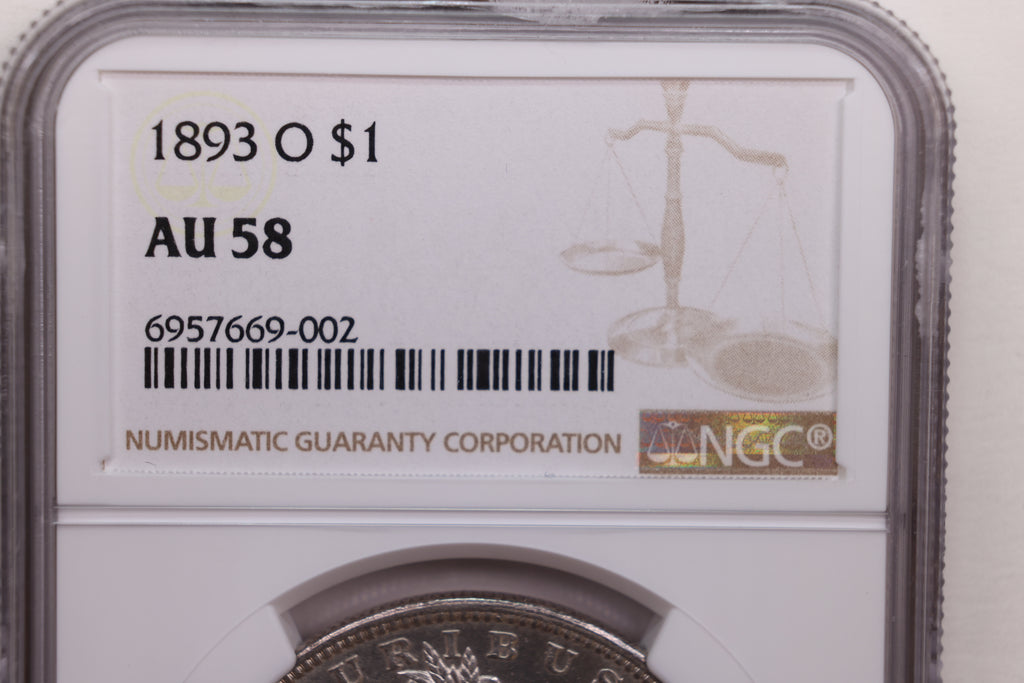 1893 O $1
AU 58
6957669-002
NUMISMATIC GUARANTY CORPORATION
NGC®
URIBUS